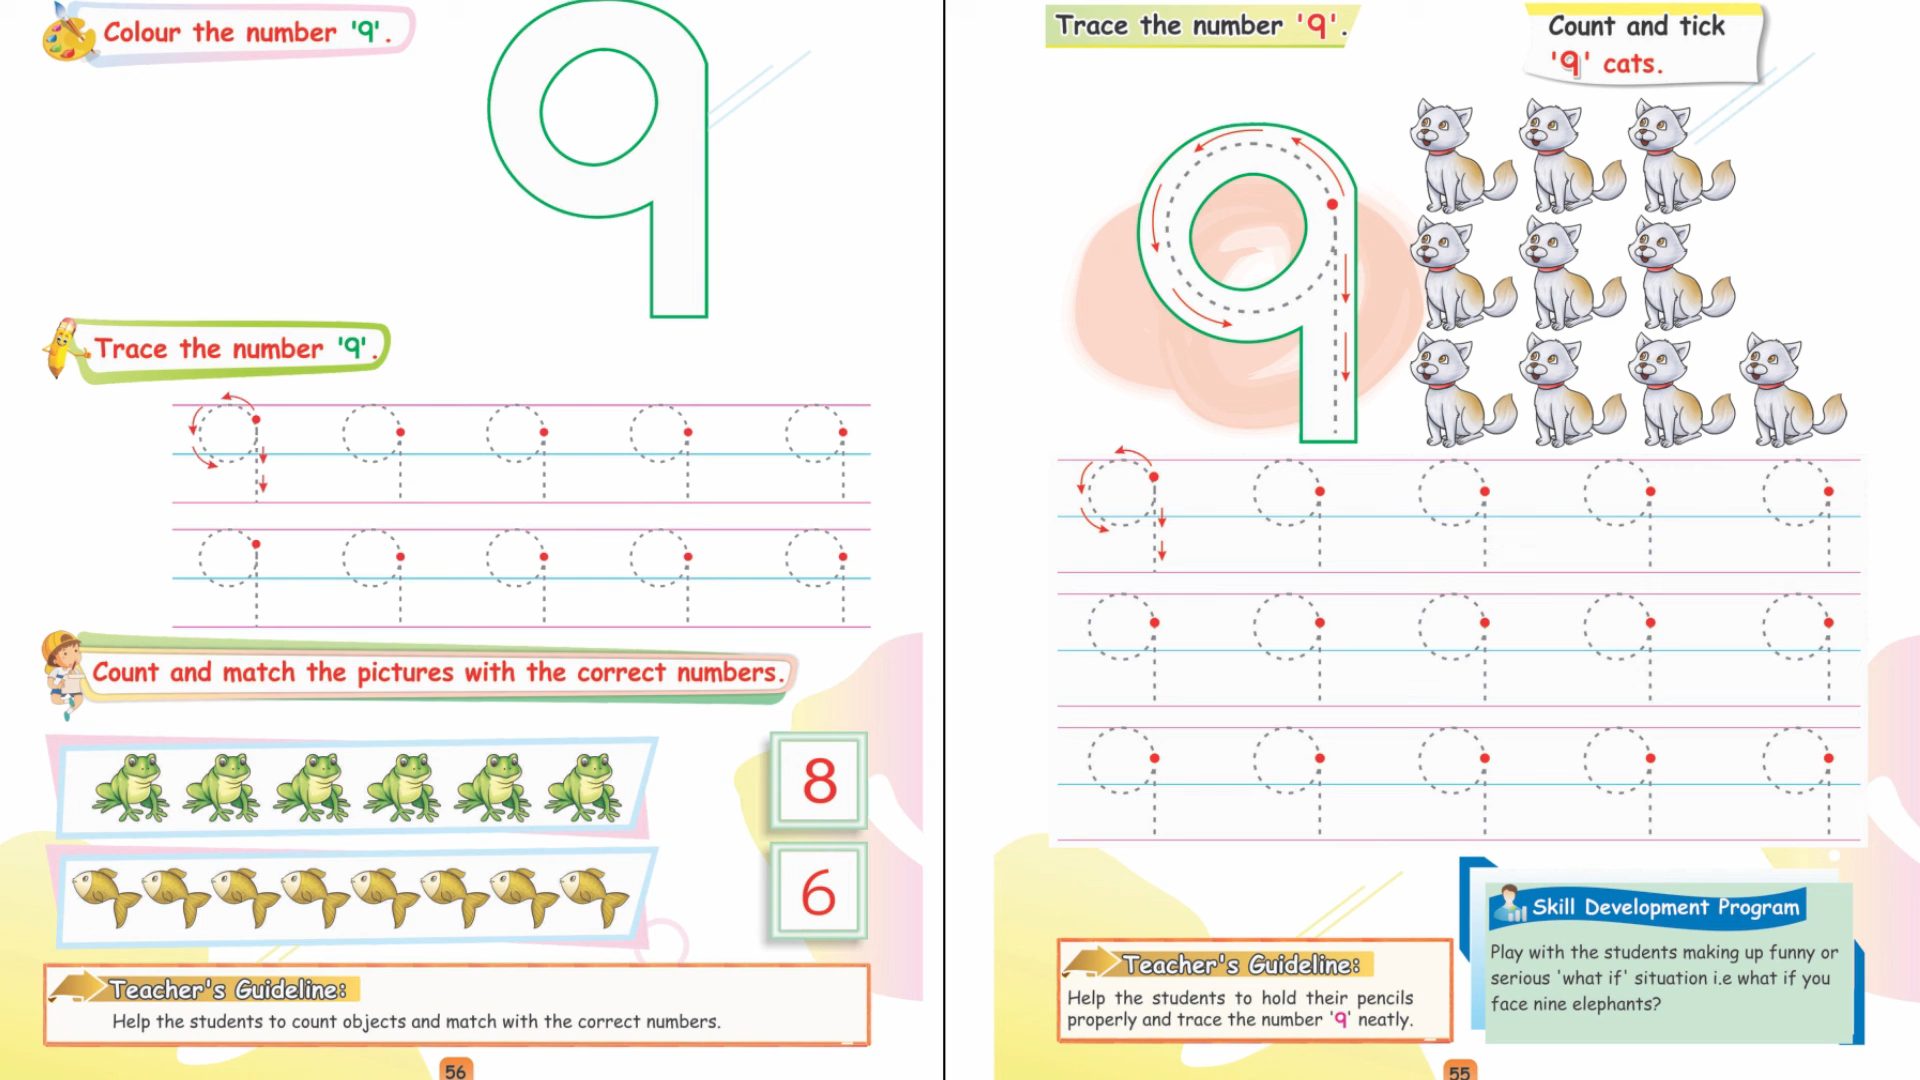 Colour the number '9'.
Trace the number '9'.
Count and match the pictures with the correct numbers.
8
6
Teacher's Guideline:
Help the students to count objects and match with the correct numbers.
56
Trace the number '9'.
Count and tick
'9' cats.
Teacher's Guideline:
Help the students to hold their pencils
properly and trace the number '9' neatly.
Skill Development Program
Play with the students making up funny or
serious 'what if' situation i.e what if you
face nine elephants?
55